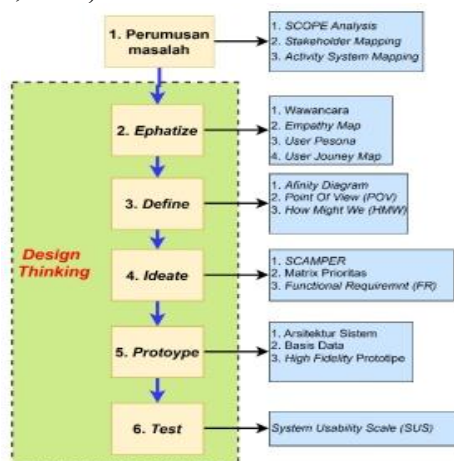 1. Perumusan
masalah
1. SCOPE Analysis
2. Stakeholder Mapping
3. Activity System Mapping
2. Ephatize
1. Wawancara
2. Empathy Map
3. User Pesona
4. User Jouney Map
3. Define
1. Afinity Diagram
2. Point Of View (POV)
3. How Might We (HMW)
Design
Thinking
4. Ideate
1. SCAMPER
2. Matrix Prioritas
3. Functional Requiremnt (FR)
5. Protoype
1. Arsitektur Sistem
2. Basis Data
3. High Fidelity Prototipe
6. Test
System Usability Scale (SUS)